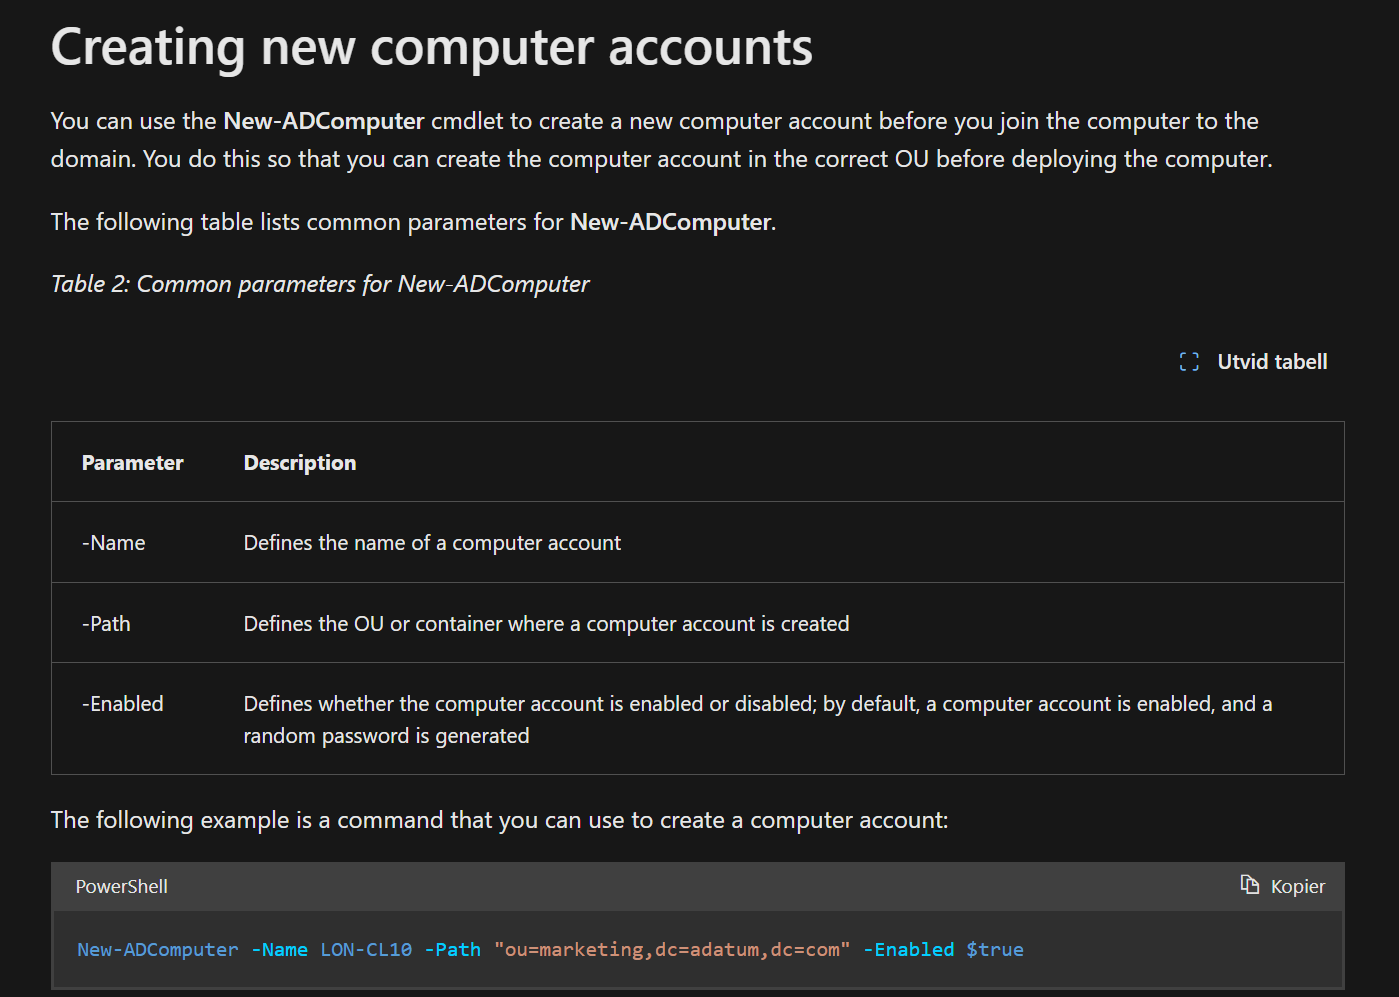 Creating new computer accounts
You can use the New-ADComputer cmdlet to create a new computer account before you join the computer to the
domain. You do this so that you can create the computer account in the correct OU before deploying the computer.
The following table lists common parameters for New-ADComputer.
Table 2: Common parameters for New-ADComputer
Utvid tabell
Parameter Description
-Name Defines the name of a computer account
-Path Defines the OU or container where a computer account is created
-Enabled Defines whether the computer account is enabled or disabled; by default, a computer account is enabled, and a
random password is generated
The following example is a command that you can use to create a computer account:
PowerShell Kopier
New-ADComputer -Name LON-CL10 -Path "ou=marketing,dc=adatum,dc=com" -Enabled $true